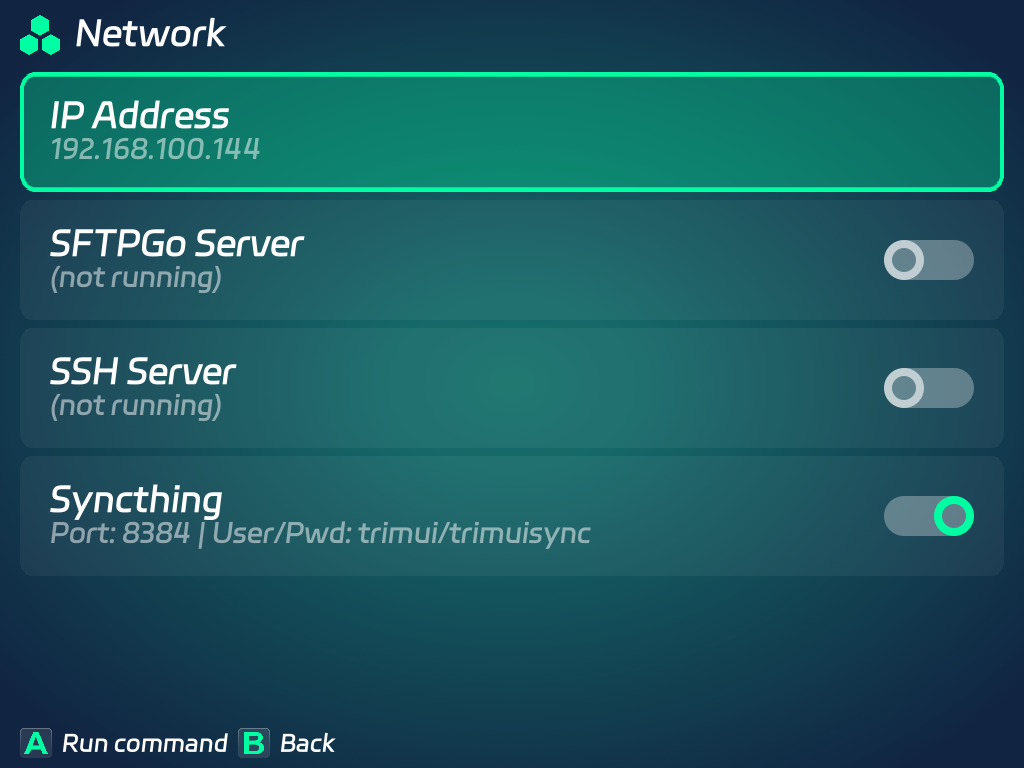 Network
IP Address
192.168.100.144
SFTPGo Server
(not running)
SSH Server
(not running)
Syncthing
Port: 8384 | User/Pwd: trimui/trimuisync
A Run command B Back